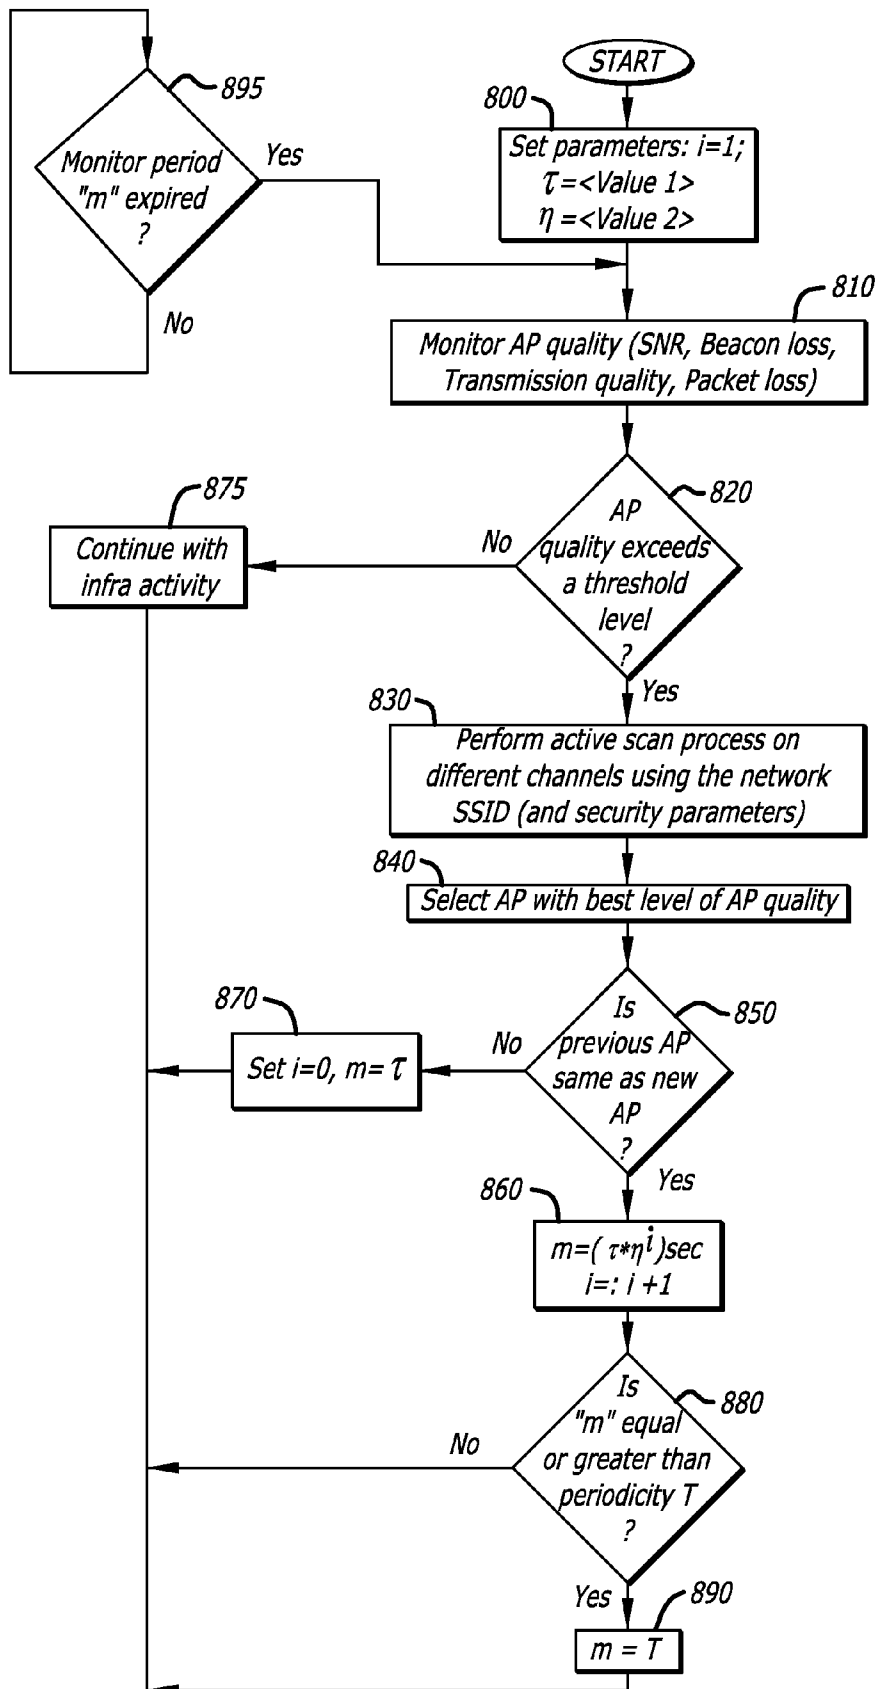 START
800
Set parameters: i=1;
τ=<Value 1>
η=<Value 2>
895
Monitor period
"m" expired
?
Yes
No
810
Monitor AP quality (SNR, Beacon loss,
Transmission quality, Packet loss)
820
AP
quality exceeds
a threshold
level
?
No
Yes
875
Continue with
infra activity
830
Perform active scan process on
different channels using the network
SSID (and security parameters)
840
Select AP with best level of AP quality
850
Is
previous AP
same as new
AP
?
No
Yes
870
Set i=0, m= τ
860
m=( τ*η^i)sec
i=: i +1
880
Is
"m" equal
or greater than
periodicity T
?
No
Yes
890
m = T